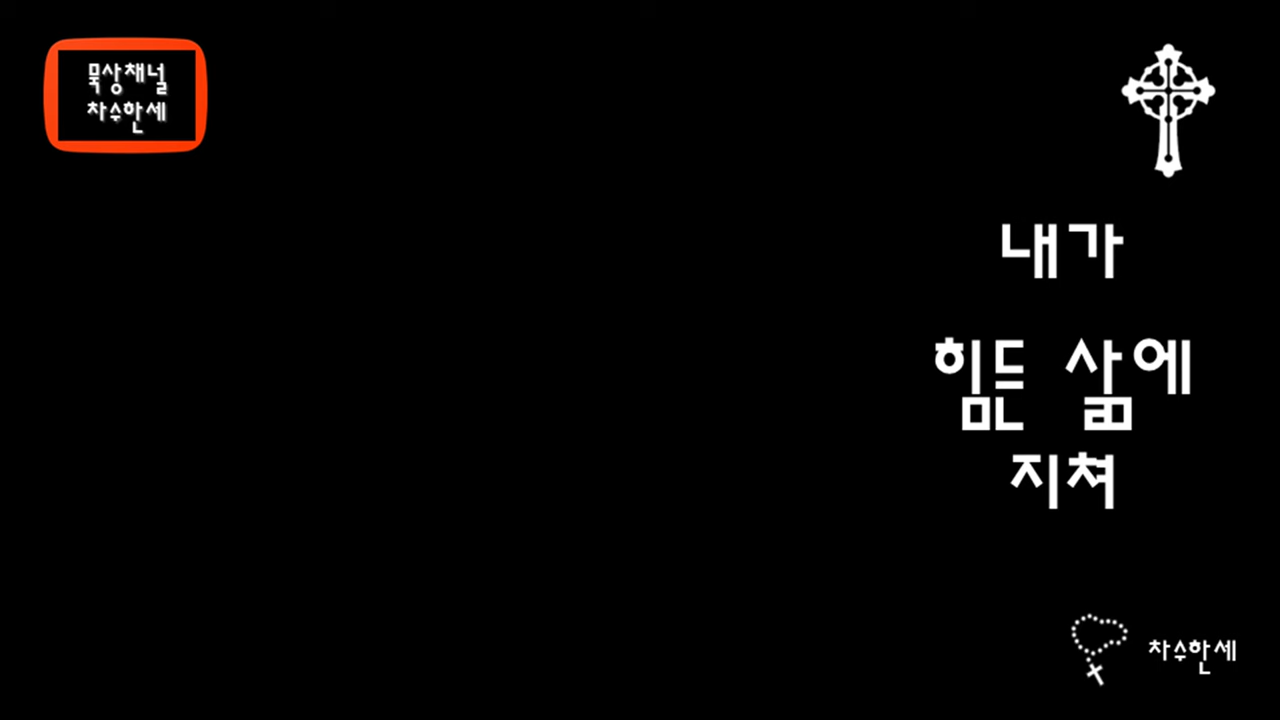 묵상채널
차수한세
내가
힘든 삶에
지쳐
차수한세